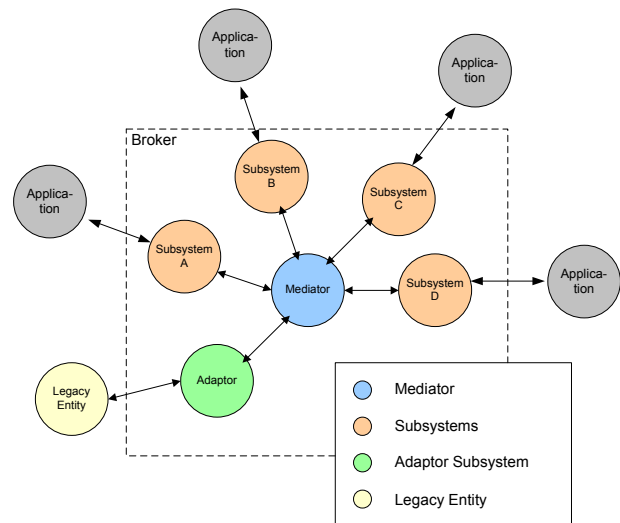 Applica-
tion
Applica-
tion
Broker
Subsystem
B
Subsystem
C
Applica-
tion
Subsystem
A
Mediator
Subsystem
D
Applica-
tion
Adaptor
Legacy
Entity
Mediator
Subsystems
Adaptor Subsystem
Legacy Entity